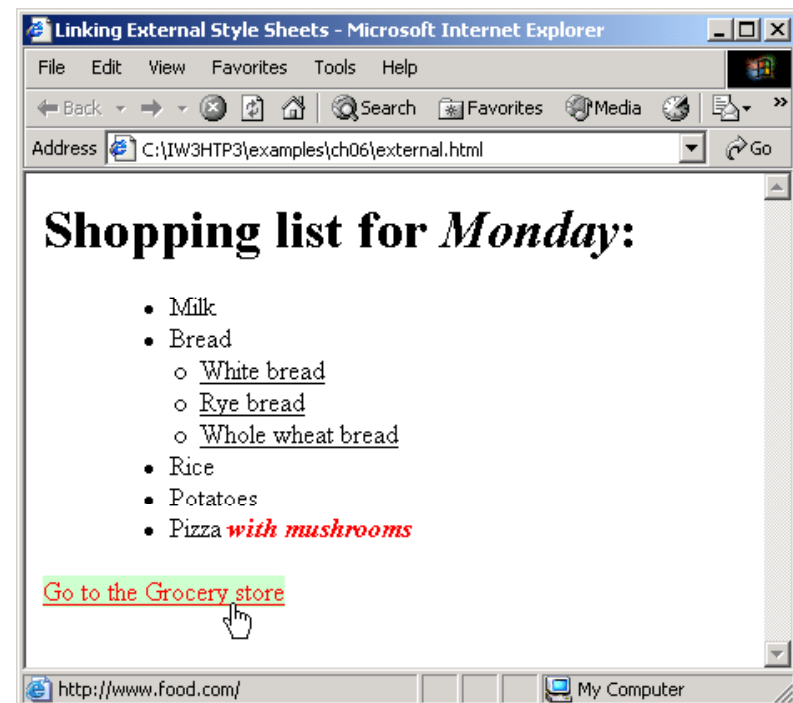 Linking External Style Sheets - Microsoft Internet Explorer
File Edit View Favorites Tools Help
Back Search Favorites Media »
Address C:\IW3HTP3\examples\ch06\external.html Go
Shopping list for Monday:
• Milk
• Bread
o White bread
o Rye bread
o Whole wheat bread
• Rice
• Potatoes
• Pizza with mushrooms
Go to the Grocery store
http://www.food.com/ My Computer